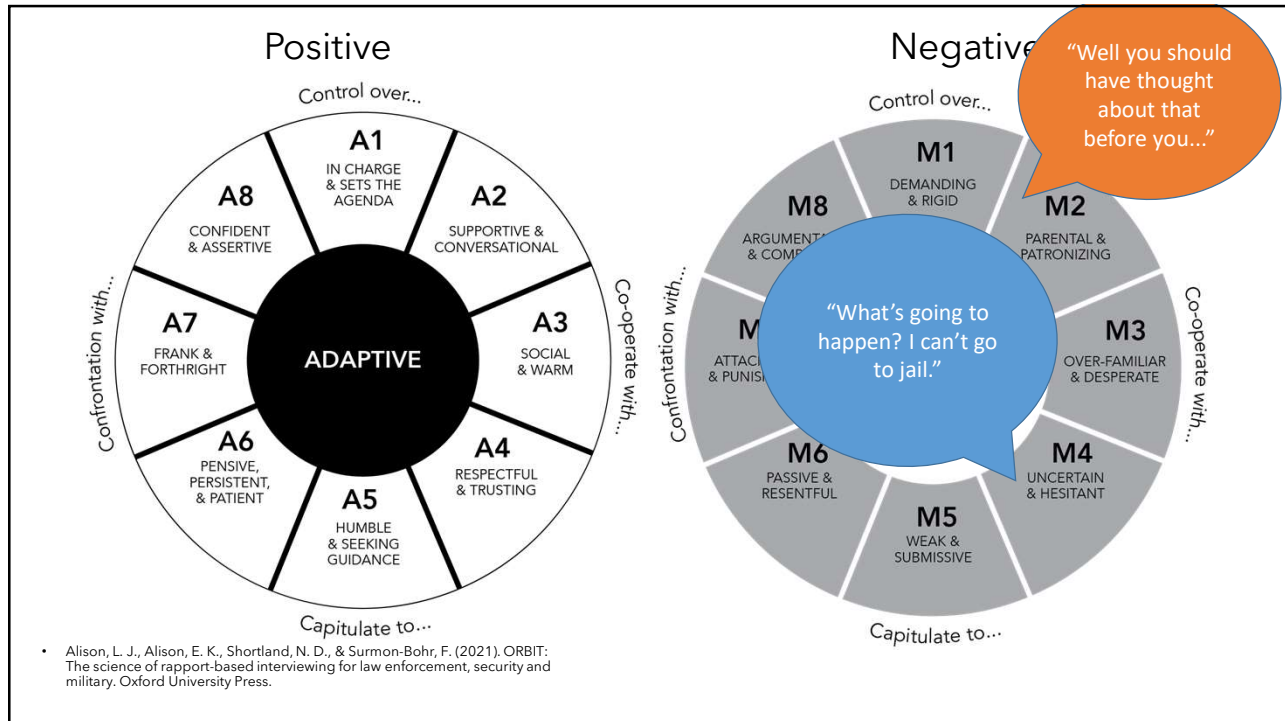 Positive
Control over...
A1
IN CHARGE
& SETS THE
AGENDA
A2
SUPPORTIVE &
CONVERSATIONAL
A3
SOCIAL
& WARM
A4
RESPECTFUL
& TRUSTING
A5
HUMBLE
& SEEKING
GUIDANCE
A6
PENSIVE,
PERSISTENT,
& PATIENT
A7
FRANK &
FORTHRIGHT
A8
CONFIDENT
& ASSERTIVE
ADAPTIVE
Co-operate with...
Capitulate to...
Confrontation with...
Negative
Control over...
M1
DEMANDING
& RIGID
M2
PARENTAL &
PATRONIZING
M3
OVER-FAMILIAR
& DESPERATE
M4
UNCERTAIN
& HESITANT
M5
WEAK &
SUBMISSIVE
M6
PASSIVE &
RESENTFUL
&
M8
&
Co-operate with...
Capitulate to...
Confrontation with...
“Well you should
have thought
about that
before you...”
“What’s going to
happen? I can’t go
to jail.”
• Alison, L. J., Alison, E. K., Shortland, N. D., & Surmon-Bohr, F. (2021). ORBIT:
The science of rapport-based interviewing for law enforcement, security and
military. Oxford University Press.